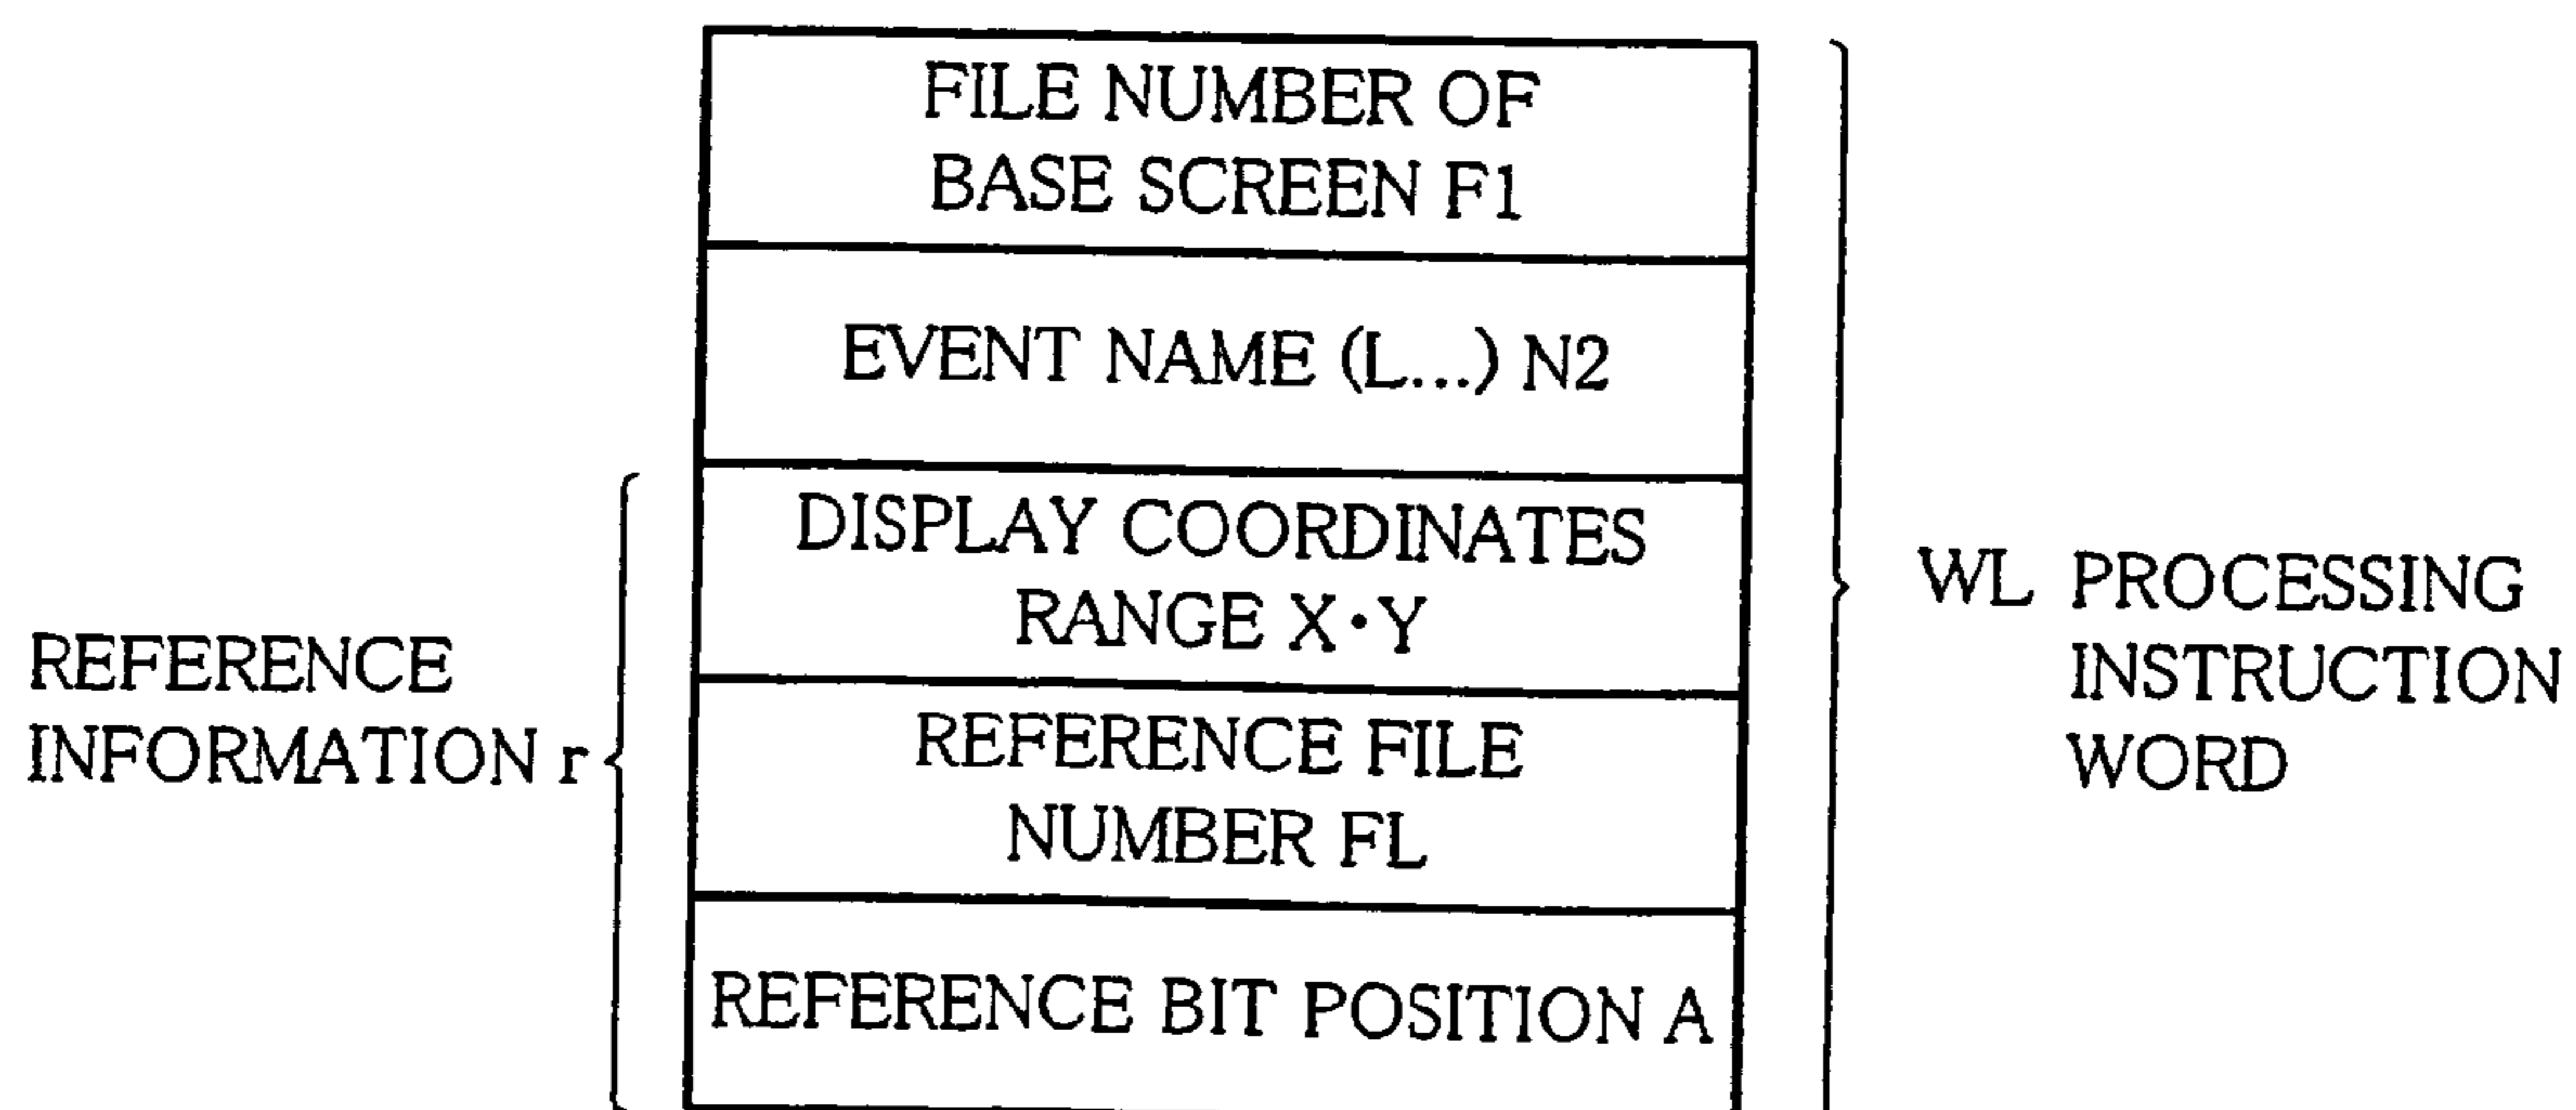 FILE NUMBER OF
BASE SCREEN F1
EVENT NAME (L...) N2
DISPLAY COORDINATES
RANGE X・Y
REFERENCE FILE
NUMBER FL
REFERENCE BIT POSITION A
REFERENCE
INFORMATION r
WL PROCESSING
INSTRUCTION
WORD